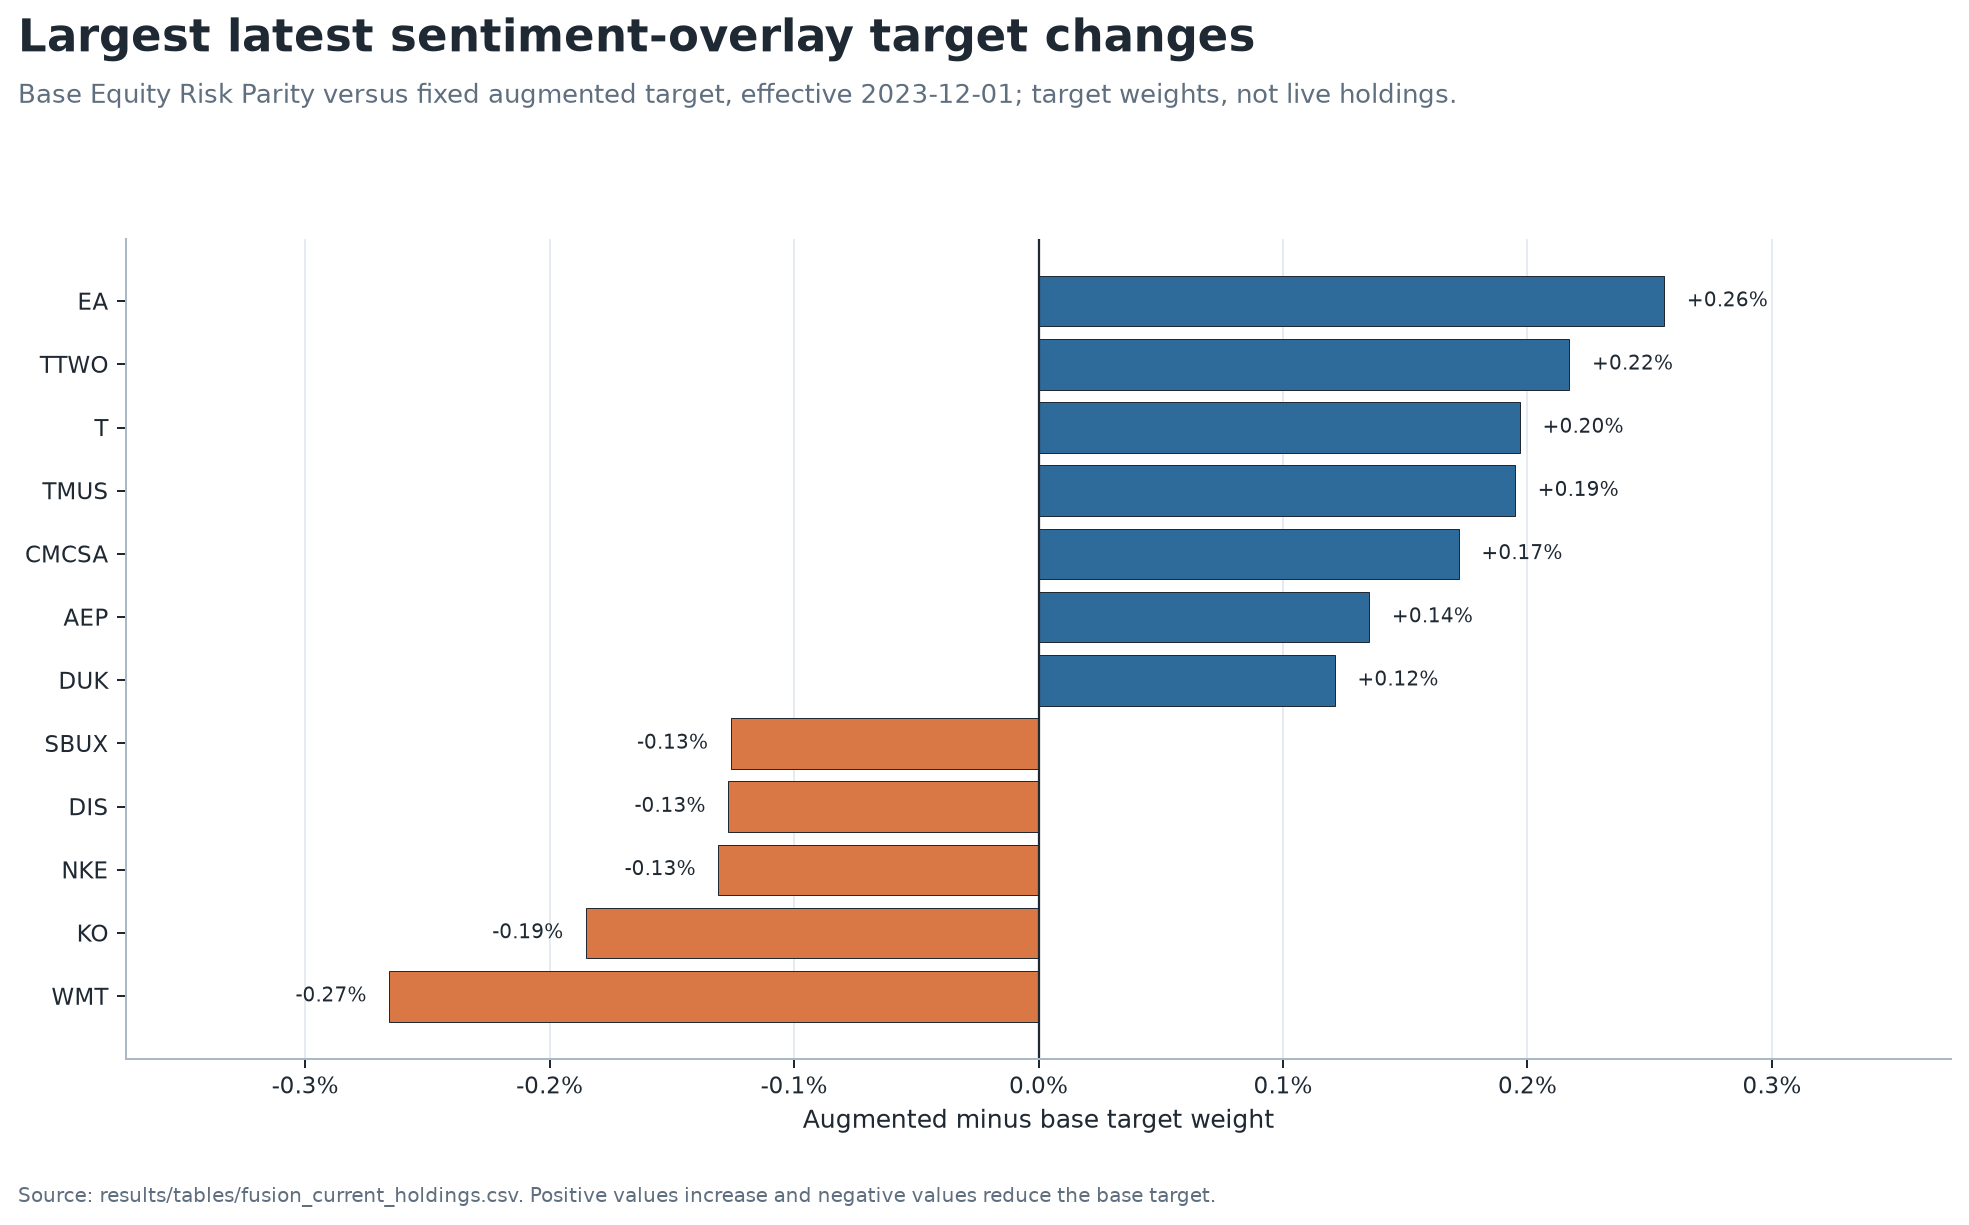 Largest latest sentiment-overlay target changes
Base Equity Risk Parity versus fixed augmented target, effective 2023-12-01; target weights, not live holdings.
EA +0.26%
TTWO +0.22%
T +0.20%
TMUS +0.19%
CMCSA +0.17%
AEP +0.14%
DUK +0.12%
SBUX -0.13%
DIS -0.13%
NKE -0.13%
KO -0.19%
WMT -0.27%
-0.3% -0.2% -0.1% 0.0% 0.1% 0.2% 0.3%
Augmented minus base target weight
Source: results/tables/fusion_current_holdings.csv. Positive values increase and negative values reduce the base target.